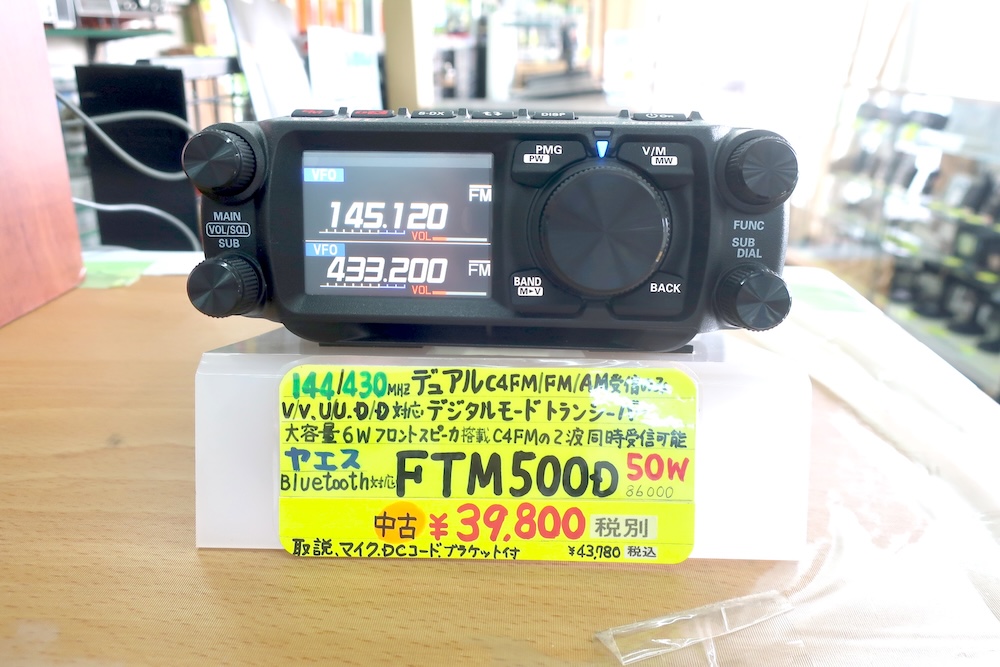 S-DX
DISP
PMG
PW
V/M
MW
VFO
FM
145.120
VOL
VFO
FM
433.200
VOL
MAIN
VOL/SQL
SUB
BAND
M▶V
BACK
FUNC
SUB
DIAL
144/430MHz デュアルC4FM/FM/AM受信
V/V.U/U.D/D対応 デジタルモードトランシーバー
大容量6Wフロントスピーカ搭載 C4FMの2波同時受信可能
ヤエス
Bluetooth対応 FTM500D 50W
86000
中古 ¥39,800 税別
取説、マイク、DCコード、ブラケット付 ¥43,780 税込